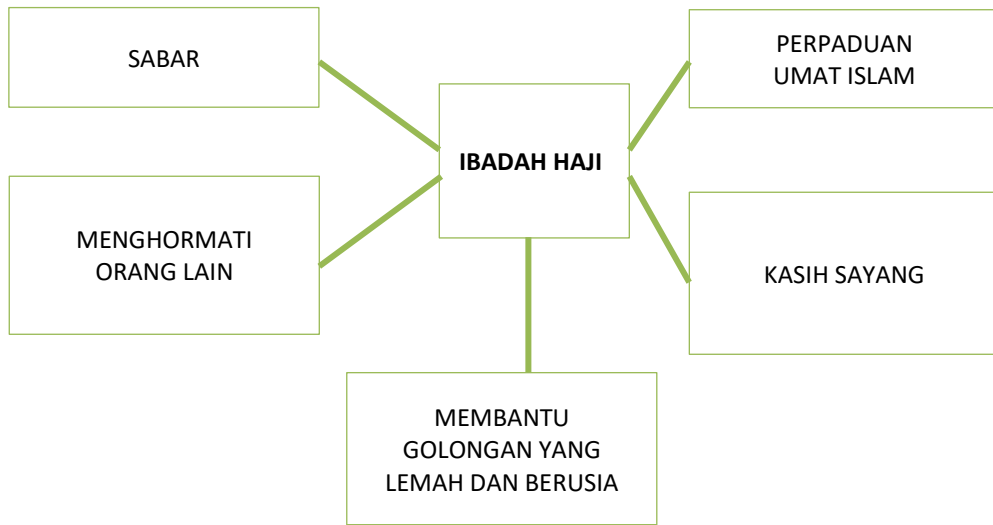 SABAR
PERPADUAN
UMAT ISLAM
IBADAH HAJI
MENGHORMATI
ORANG LAIN
KASIH SAYANG
MEMBANTU
GOLONGAN YANG
LEMAH DAN BERUSIA